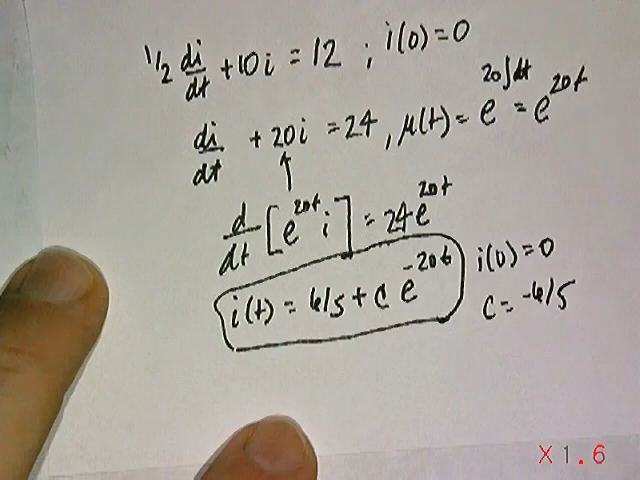 1/2 di/dt + 10i = 12 ; i(0) = 0
di/dt + 20i = 24 , μ(t) = e^{20∫dt} = e^{20t}
d/dt [e^{20t} i] = 24e^{20t}
i(t) = 6/5 + c e^{-20t}
i(0) = 0
c = -6/5
X1.6